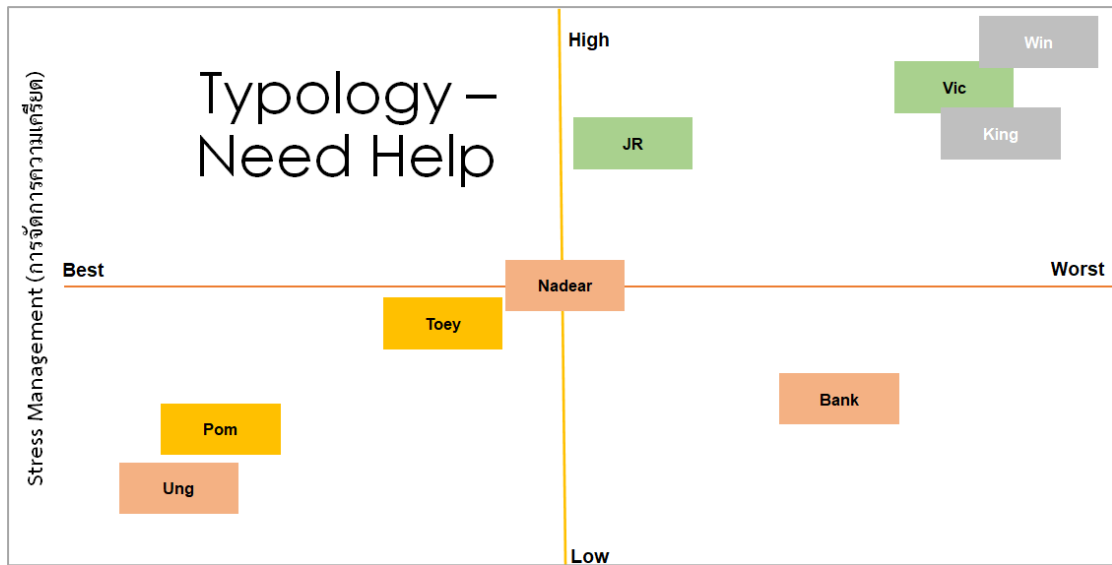 High
Win
Typology –
Need Help
Vic
King
JR
Stress Management (การจัดการความเครียด)
Best
Worst
Nadear
Toey
Bank
Pom
Ung
Low